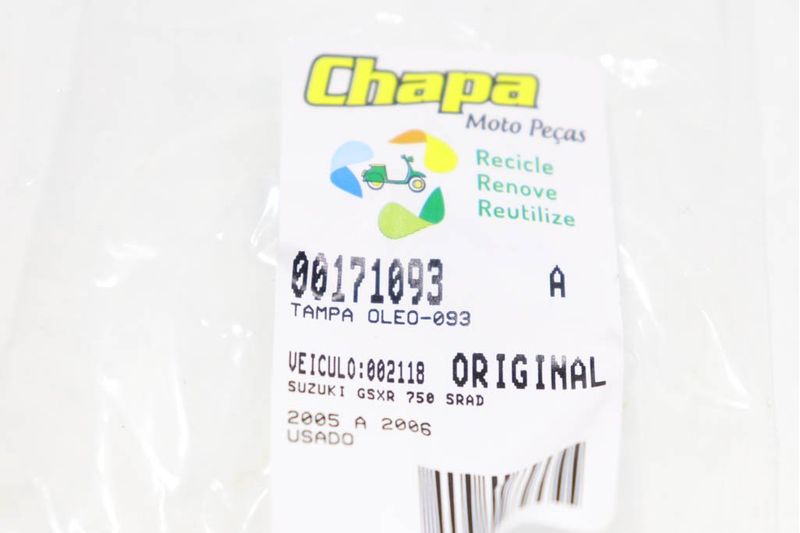 Chapa
Moto Peças
Recicle
Renove
Reutilize
00171093 A
TAMPA OLEO-093
VEICULO:002118 ORIGINAL
SUZUKI GSXR 750 SRAD
2005 A 2006
USADO